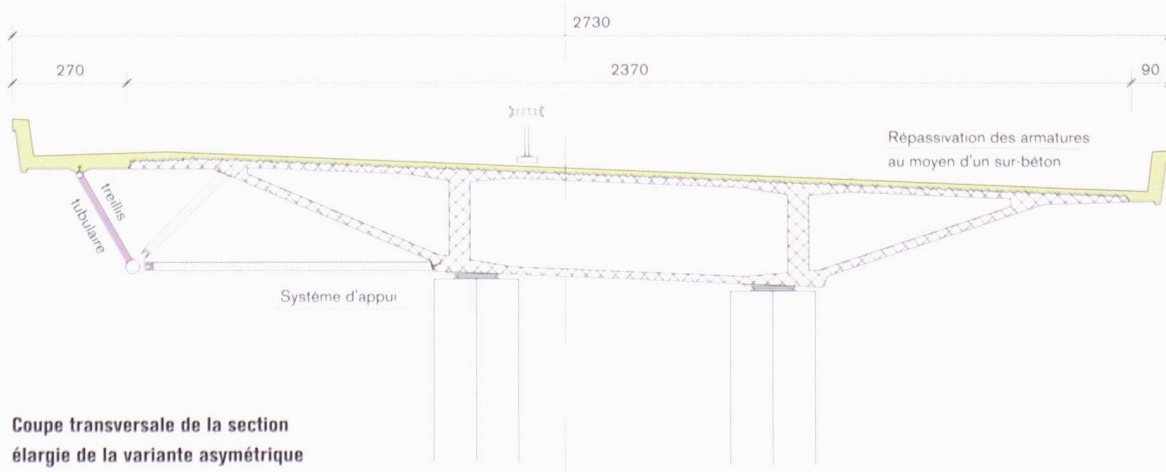 2730
270
2370
90
Répassivation des armatures
au moyen d'un sur-béton
treillis
tubulaire
Système d'appui
Coupe transversale de la section
élargie de la variante asymétrique